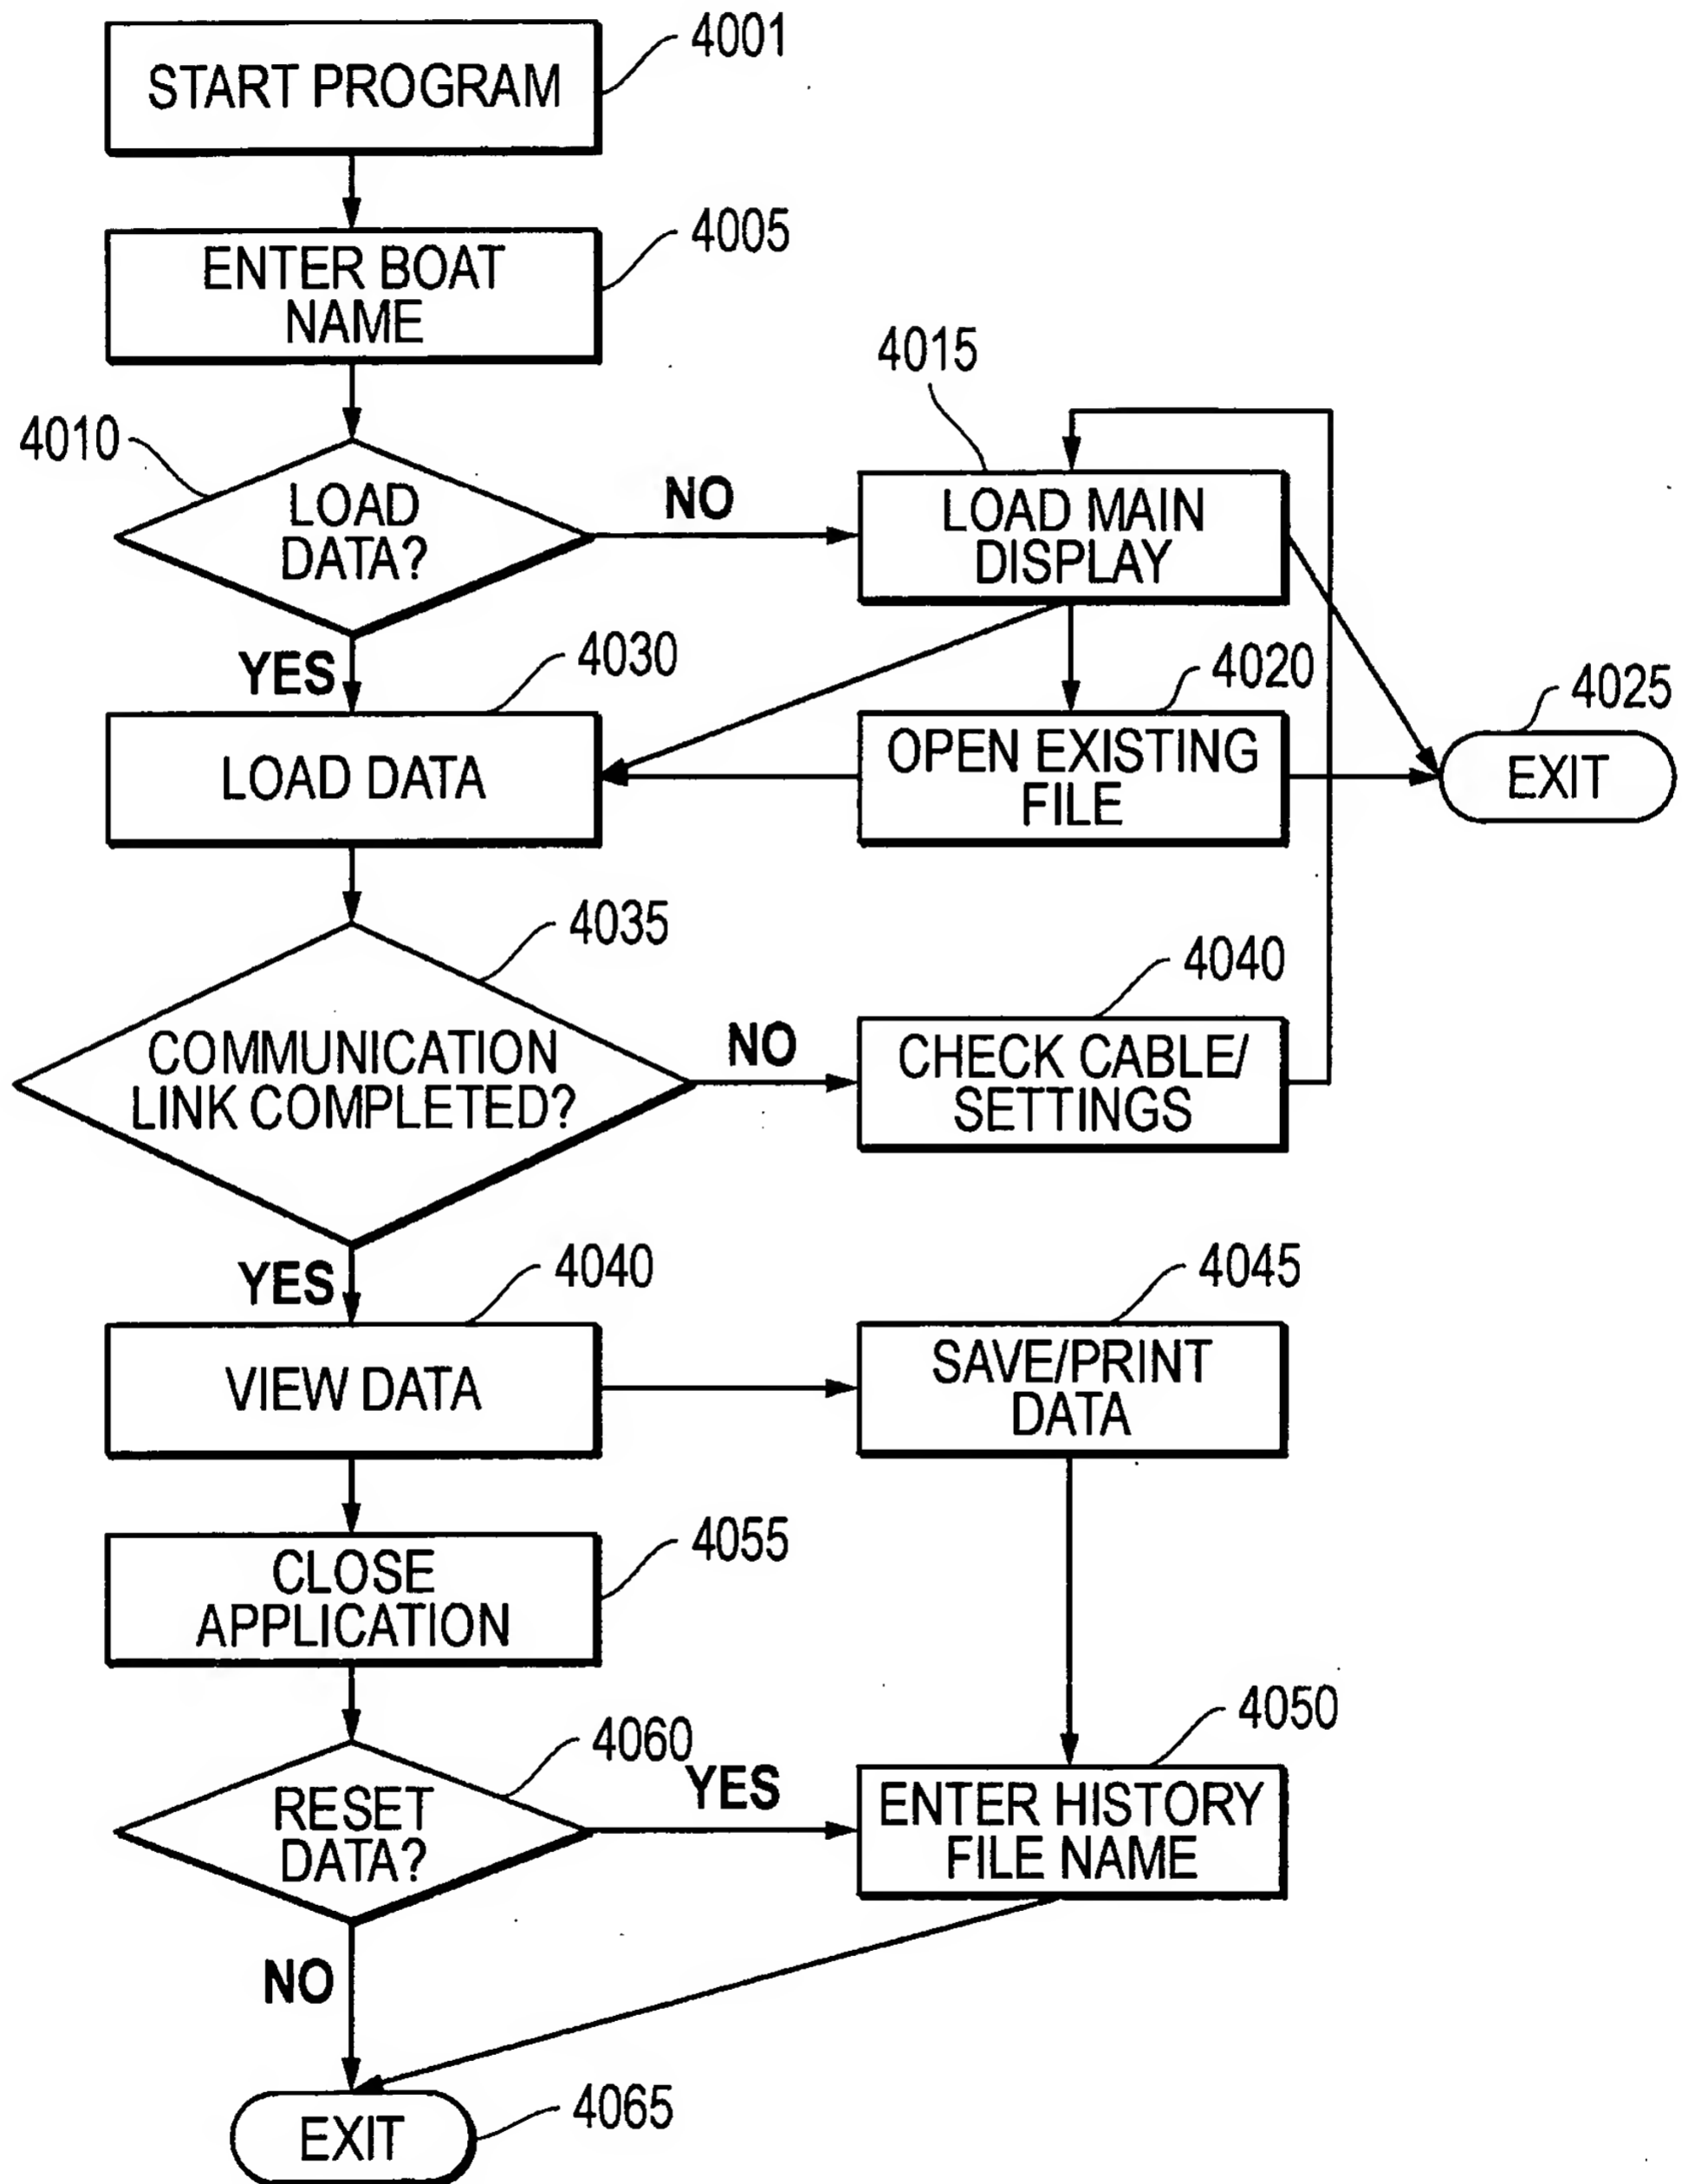 START PROGRAM
4001
ENTER BOAT
NAME
4005
4010
LOAD
DATA?
NO
4015
LOAD MAIN
DISPLAY
YES
4030
LOAD DATA
4020
OPEN EXISTING
FILE
4025
EXIT
4035
COMMUNICATION
LINK COMPLETED?
NO
4040
CHECK CABLE/
SETTINGS
YES
4040
VIEW DATA
4045
SAVE/PRINT
DATA
4055
CLOSE
APPLICATION
4060
RESET
DATA?
YES
4050
ENTER HISTORY
FILE NAME
NO
EXIT
4065